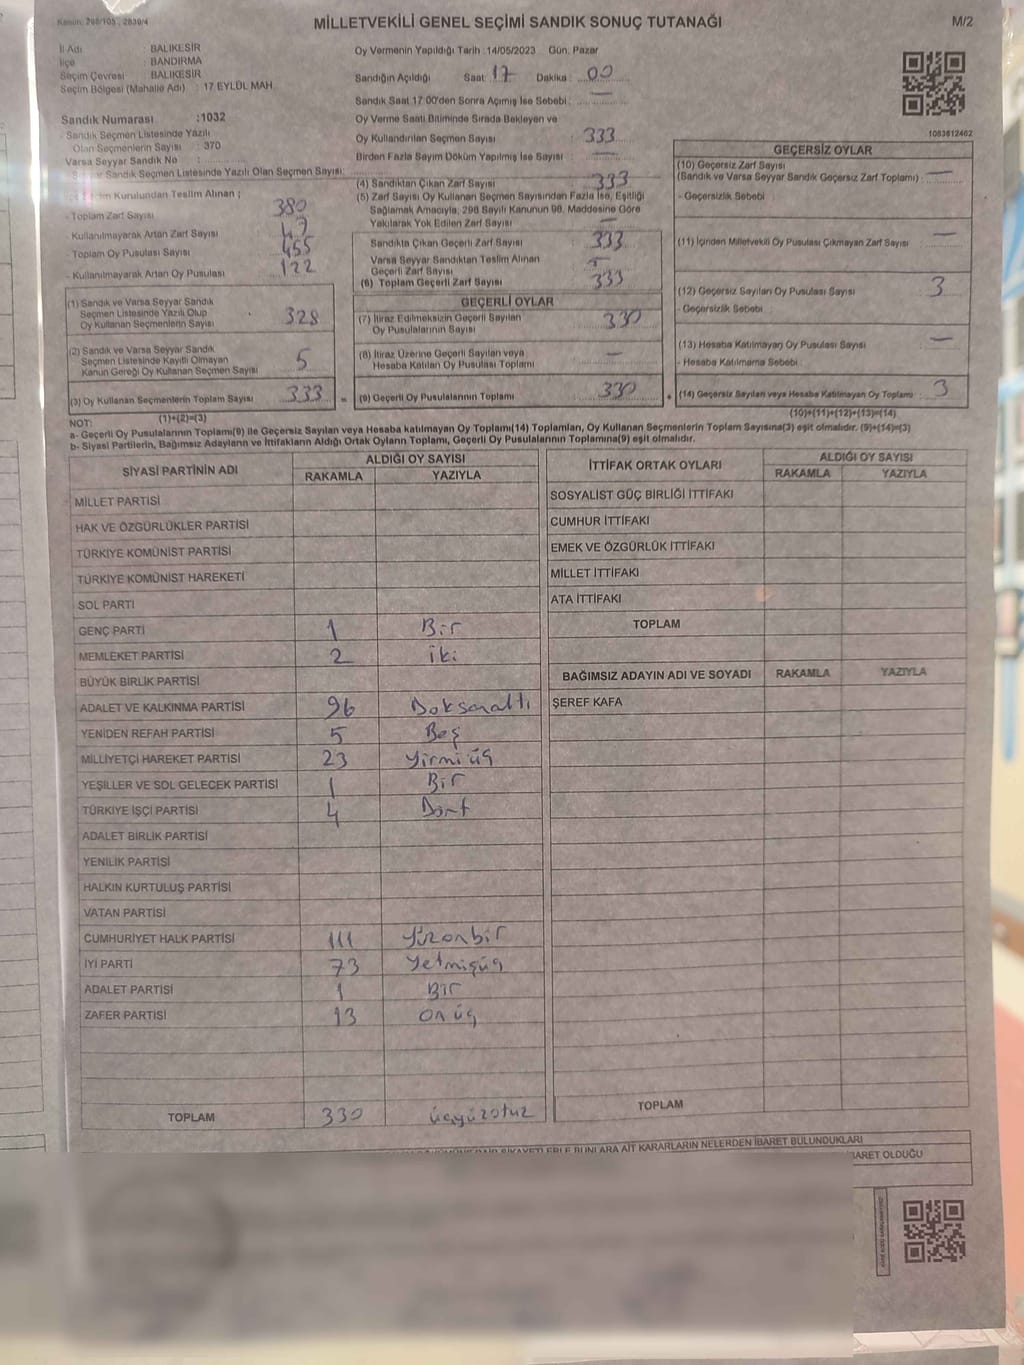 Kanun: 298/105, 2839/4
MİLLETVEKİLİ GENEL SEÇİMİ SANDIK SONUÇ TUTANAĞI
M/2
İl Adı : BALIKESİR
İlçe : BANDIRMA
Seçim Çevresi : BALIKESİR
Seçim Bölgesi (Mahalle Adı) : 17 EYLÜL MAH.
Oy Vermenin Yapıldığı Tarih :14/05/2023 Gün: Pazar
Sandığın Açıldığı Saat: 17 Dakika : 00
Sandık Saat 17:00'den Sonra Açımış İse Sebebi : —
Sandık Numarası :1032
- Sandık Seçmen Listesinde Yazılı
Olan Seçmenlerin Sayısı : 370
Varsa Seyyar Sandık No :
Sandık Seçmen Listesinde Yazılı Olan Seçmen Sayısı:
Kurulundan Teslim Alınan ;
- Toplam Zarf Sayısı 380
- Kullanılmayarak Artan Zarf Sayısı 47
- Toplam Oy Pusulası Sayısı 455
- Kullanılmayarak Artan Oy Pusulası 122
(1) Sandık ve Varsa Seyyar Sandık
Seçmen Listesinde Yazılı Olup
Oy Kullanan Seçmenlerin Sayısı 328
(2) Sandık ve Varsa Seyyar Sandık
Seçmen Listesinde Kayıtlı Olmayan
Kanun Gereği Oy Kullanan Seçmen Sayısı 5
(3) Oy Kullanan Seçmenlerin Toplam Sayısı 333
(1)+(2)=(3)
Oy Verme Saati Bitiminde Sırada Bekleyen ve
Oy Kullandırılan Seçmen Sayısı : 333
Birden Fazla Sayım Döküm Yapılmış İse Sayısı : —
(4) Sandıktan Çıkan Zarf Sayısı : 333
(5) Zarf Sayısı Oy Kullanan Seçmen Sayısından Fazla İse, Eşitliği
Sağlamak Amacıyla; 298 Sayılı Kanunun 98. Maddesine Göre
Yakılarak Yok Edilen Zarf Sayısı : —
Sandıkta Çıkan Geçerli Zarf Sayısı : 333
Varsa Seyyar Sandıktan Teslim Alınan
Geçerli Zarf Sayısı
(6) Toplam Geçerli Zarf Sayısı : 333
GEÇERLİ OYLAR
(7) İtiraz Edilmeksizin Geçerli Sayılan
Oy Pusulalarının Sayısı : 330
(8) İtiraz Üzerine Geçerli Sayılan veya
Hesaba Katılan Oy Pusulası Toplamı : —
= (9) Geçerli Oy Pusulalarının Toplamı : 330 +
1083612462
GEÇERSİZ OYLAR
(10) Geçersiz Zarf Sayısı
(Sandık ve Varsa Seyyar Sandık Geçersiz Zarf Toplamı) : —
- Geçersizlik Sebebi :
(11) İçinden Milletvekili Oy Pusulası Çıkmayan Zarf Sayısı : —
(12) Geçersiz Sayılan Oy Pusulası Sayısı : 3
- Geçersizlik Sebebi :
(13) Hesaba Katılmayan Oy Pusulası Sayısı : —
- Hesaba Katılmama Sebebi :
(14) Geçersiz Sayılan veya Hesaba Katılmayan Oy Toplamı : 3
(10)+(11)+(12)+(13)=(14)
NOT:
a- Geçerli Oy Pusulalarının Toplamı(9) ile Geçersiz Sayılan veya Hesaba katılmayan Oy Toplamı(14) Toplamları, Oy Kullanan Seçmenlerin Toplam Sayısına(3) eşit olmalıdır. (9)+(14)=(3)
b- Siyasi Partilerin, Bağımsız Adayların ve İttifakların Aldığı Ortak Oyların Toplamı, Geçerli Oy Pusulalarının Toplamına(9) eşit olmalıdır.
SİYASİ PARTİNİN ADI ALDIĞI OY SAYISI
RAKAMLA YAZIYLA
MİLLET PARTİSİ
HAK VE ÖZGÜRLÜKLER PARTİSİ
TÜRKİYE KOMÜNİST PARTİSİ
TÜRKİYE KOMÜNİST HAREKETİ
SOL PARTİ
GENÇ PARTİ 1 Bir
MEMLEKET PARTİSİ 2 iki
BÜYÜK BİRLİK PARTİSİ
ADALET VE KALKINMA PARTİSİ 96 Doksanaltı
YENİDEN REFAH PARTİSİ 5 Beş
MİLLİYETÇİ HAREKET PARTİSİ 23 Yirmiüç
YEŞİLLER VE SOL GELECEK PARTİSİ 1 Bir
TÜRKİYE İŞÇİ PARTİSİ 4 Dört
ADALET BİRLİK PARTİSİ
YENİLİK PARTİSİ
HALKIN KURTULUŞ PARTİSİ
VATAN PARTİSİ
CUMHURİYET HALK PARTİSİ 111 Yüzonbir
İYİ PARTİ 73 Yetmişüç
ADALET PARTİSİ 1 Bir
ZAFER PARTİSİ 13 onüç
TOPLAM 330 üçyüzotuz
İTTİFAK ORTAK OYLARI ALDIĞI OY SAYISI
RAKAMLA YAZIYLA
SOSYALİST GÜÇ BİRLİĞİ İTTİFAKI
CUMHUR İTTİFAKI
EMEK VE ÖZGÜRLÜK İTTİFAKI
MİLLET İTTİFAKI
ATA İTTİFAKI
TOPLAM
BAĞIMSIZ ADAYIN ADI VE SOYADI RAKAMLA YAZIYLA
ŞEREF KAFA
TOPLAM
BUNLARA AİT KARARLARIN NELERDEN İBARET BULUNDUKLARI
OLDUĞU